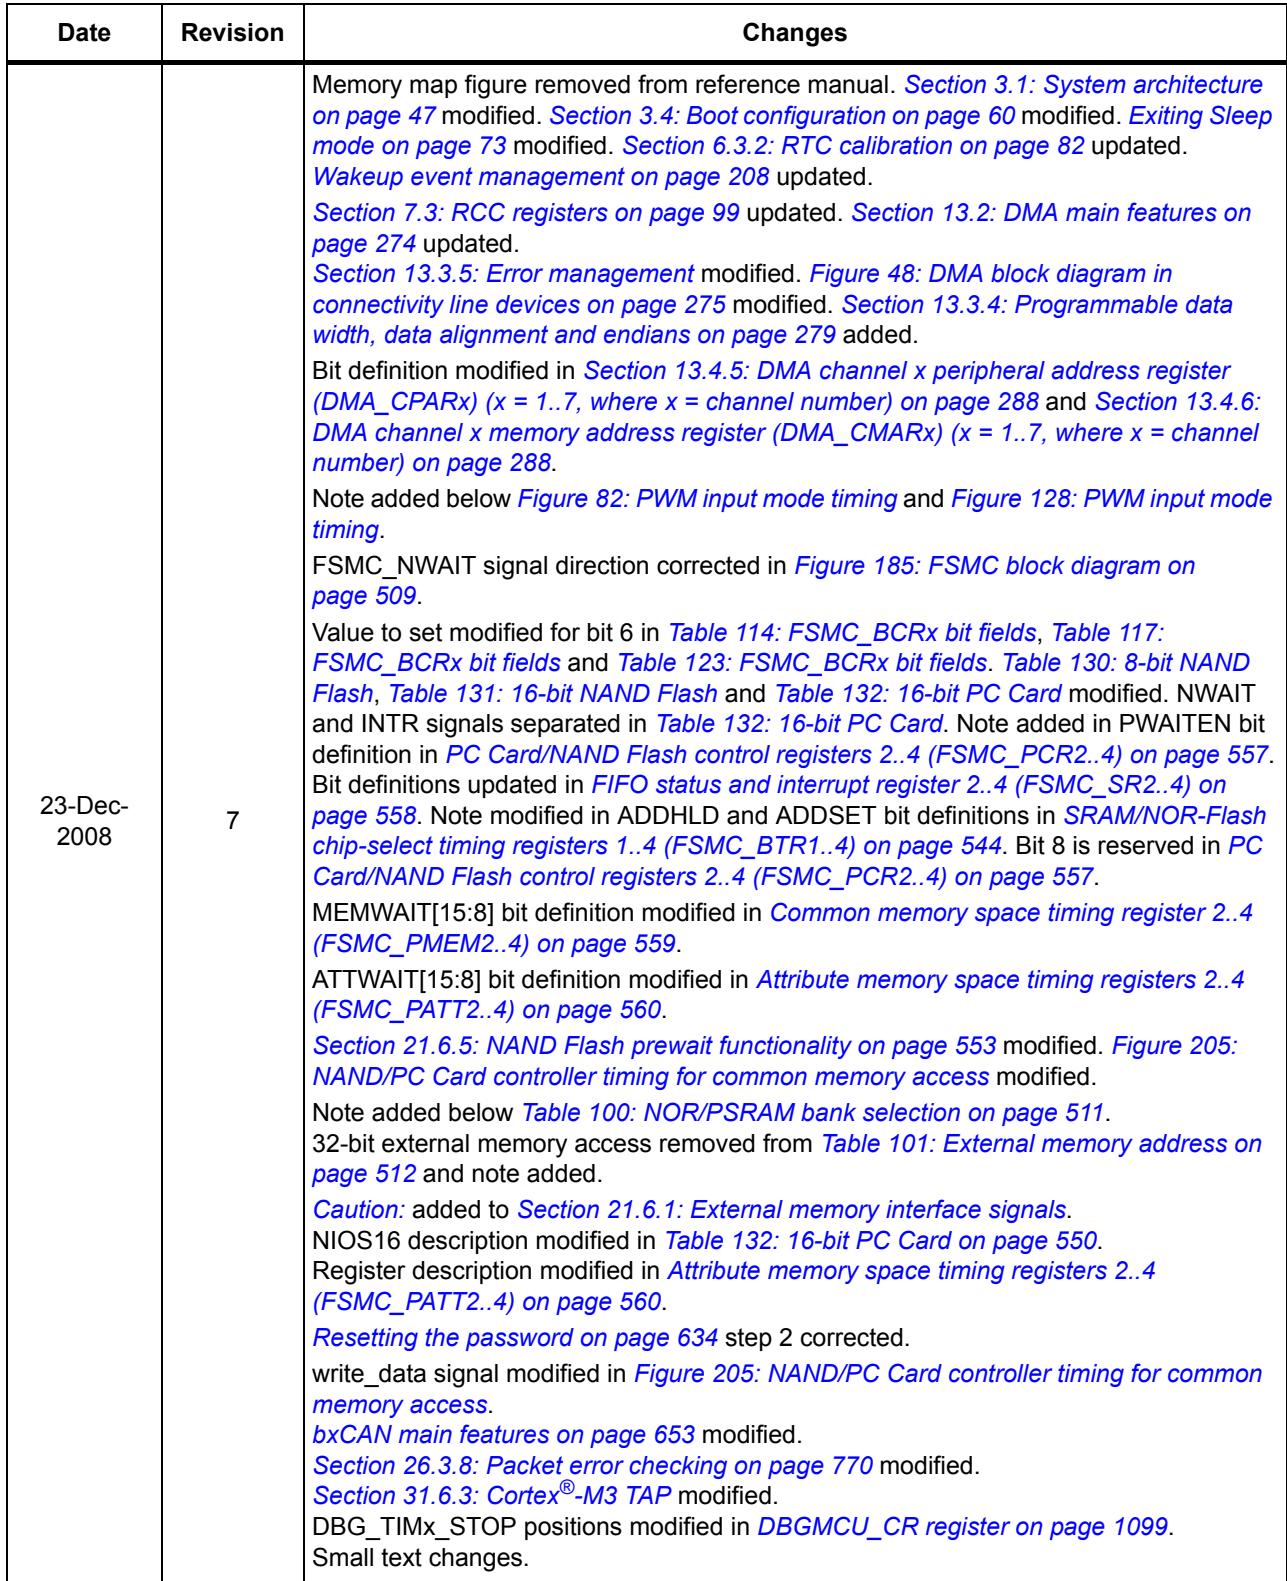 Date Revision Changes
Memory map figure removed from reference manual. Section 3.1: System architecture
on page 47 modified. Section 3.4: Boot configuration on page 60 modified. Exiting Sleep
mode on page 73 modified. Section 6.3.2: RTC calibration on page 82 updated.
Wakeup event management on page 208 updated.
Section 7.3: RCC registers on page 99 updated. Section 13.2: DMA main features on
page 274 updated.
Section 13.3.5: Error management modified. Figure 48: DMA block diagram in
connectivity line devices on page 275 modified. Section 13.3.4: Programmable data
width, data alignment and endians on page 279 added.
Bit definition modified in Section 13.4.5: DMA channel x peripheral address register
(DMA_CPARx) (x = 1..7, where x = channel number) on page 288 and Section 13.4.6:
DMA channel x memory address register (DMA_CMARx) (x = 1..7, where x = channel
number) on page 288.
Note added below Figure 82: PWM input mode timing and Figure 128: PWM input mode
timing.
FSMC_NWAIT signal direction corrected in Figure 185: FSMC block diagram on
page 509.
Value to set modified for bit 6 in Table 114: FSMC_BCRx bit fields, Table 117:
FSMC_BCRx bit fields and Table 123: FSMC_BCRx bit fields. Table 130: 8-bit NAND
Flash, Table 131: 16-bit NAND Flash and Table 132: 16-bit PC Card modified. NWAIT
and INTR signals separated in Table 132: 16-bit PC Card. Note added in PWAITEN bit
definition in PC Card/NAND Flash control registers 2..4 (FSMC_PCR2..4) on page 557.
Bit definitions updated in FIFO status and interrupt register 2..4 (FSMC_SR2..4) on
page 558. Note modified in ADDHLD and ADDSET bit definitions in SRAM/NOR-Flash
chip-select timing registers 1..4 (FSMC_BTR1..4) on page 544. Bit 8 is reserved in PC
Card/NAND Flash control registers 2..4 (FSMC_PCR2..4) on page 557.
23-Dec-
2008
7
MEMWAIT[15:8] bit definition modified in Common memory space timing register 2..4
(FSMC_PMEM2..4) on page 559.
ATTWAIT[15:8] bit definition modified in Attribute memory space timing registers 2..4
(FSMC_PATT2..4) on page 560.
Section 21.6.5: NAND Flash prewait functionality on page 553 modified. Figure 205:
NAND/PC Card controller timing for common memory access modified.
Note added below Table 100: NOR/PSRAM bank selection on page 511.
32-bit external memory access removed from Table 101: External memory address on
page 512 and note added.
Caution: added to Section 21.6.1: External memory interface signals.
NIOS16 description modified in Table 132: 16-bit PC Card on page 550.
Register description modified in Attribute memory space timing registers 2..4
(FSMC_PATT2..4) on page 560.
Resetting the password on page 634 step 2 corrected.
write_data signal modified in Figure 205: NAND/PC Card controller timing for common
memory access.
bxCAN main features on page 653 modified.
Section 26.3.8: Packet error checking on page 770 modified.
Section 31.6.3: Cortex®-M3 TAP modified.
DBG_TIMx_STOP positions modified in DBGMCU_CR register on page 1099.
Small text changes.